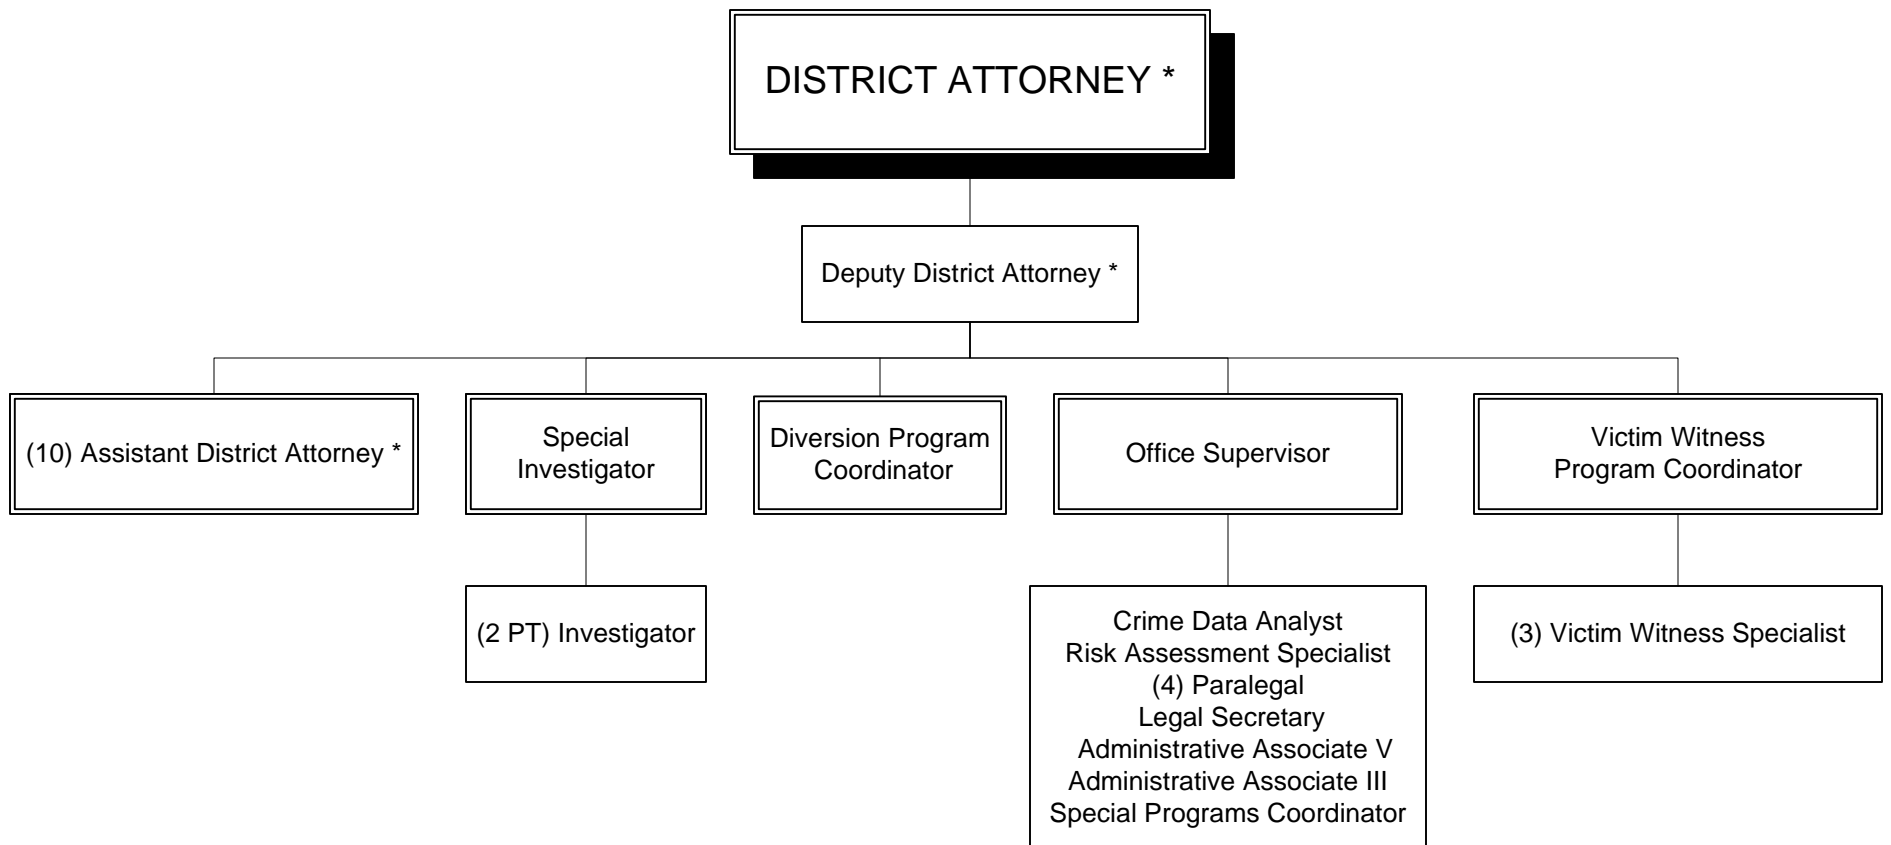 DISTRICT ATTORNEY *
Deputy District Attorney *
(10) Assistant District Attorney *
Special
Investigator
Diversion Program
Coordinator
Office Supervisor
Victim Witness
Program Coordinator
(2 PT) Investigator
Crime Data Analyst
Risk Assessment Specialist
(4) Paralegal
Legal Secretary
Administrative Associate V
Administrative Associate III
Special Programs Coordinator
(3) Victim Witness Specialist